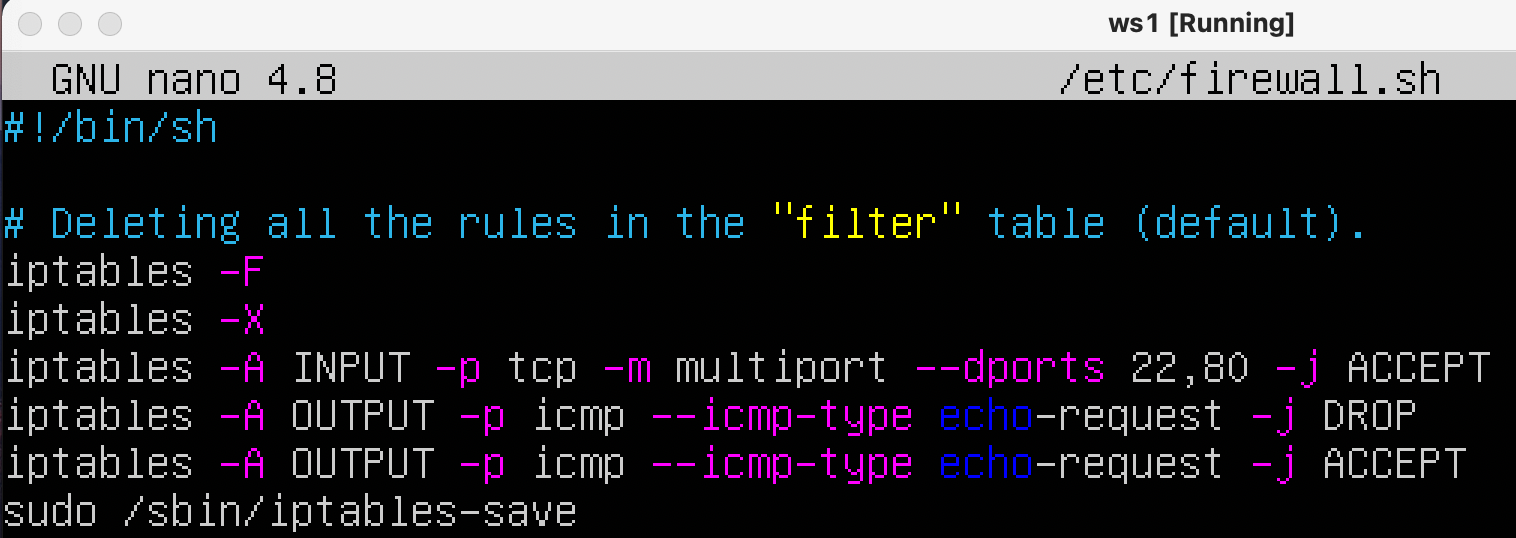 ws1 [Running]
GNU nano 4.8 /etc/firewall.sh
#!/bin/sh
# Deleting all the rules in the "filter" table (default).
iptables -F
iptables -X
iptables -A INPUT -p tcp -m multiport --dports 22,80 -j ACCEPT
iptables -A OUTPUT -p icmp --icmp-type echo-request -j DROP
iptables -A OUTPUT -p icmp --icmp-type echo-request -j ACCEPT
sudo /sbin/iptables-save